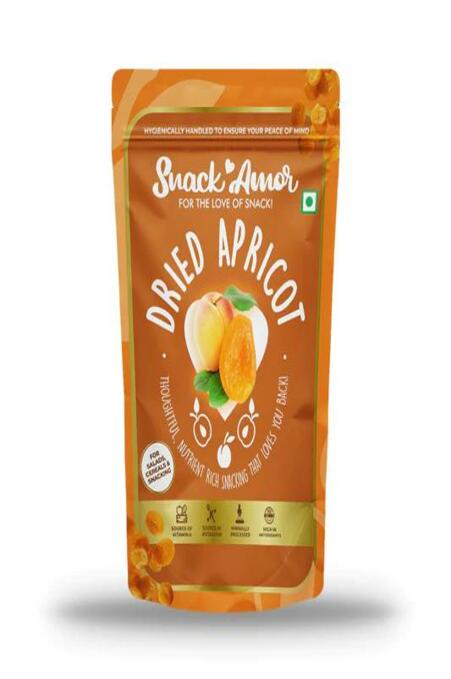 HYGIENICALLY HANDLED TO ENSURE YOUR PEACE OF MIND
Snack Amor
FOR THE LOVE OF SNACK!
DRIED APRICOT
THOUGHTFUL, NUTRIENT RICH SNACKING THAT LOVES YOU BACK!
FOR
SALADS,
CEREALS &
SNACKING
SOURCE OF
VITAMIN A
SOURCE OF
POTASSIUM
MINIMALLY
PROCESSED
HIGH IN
ANTIOXIDANTS